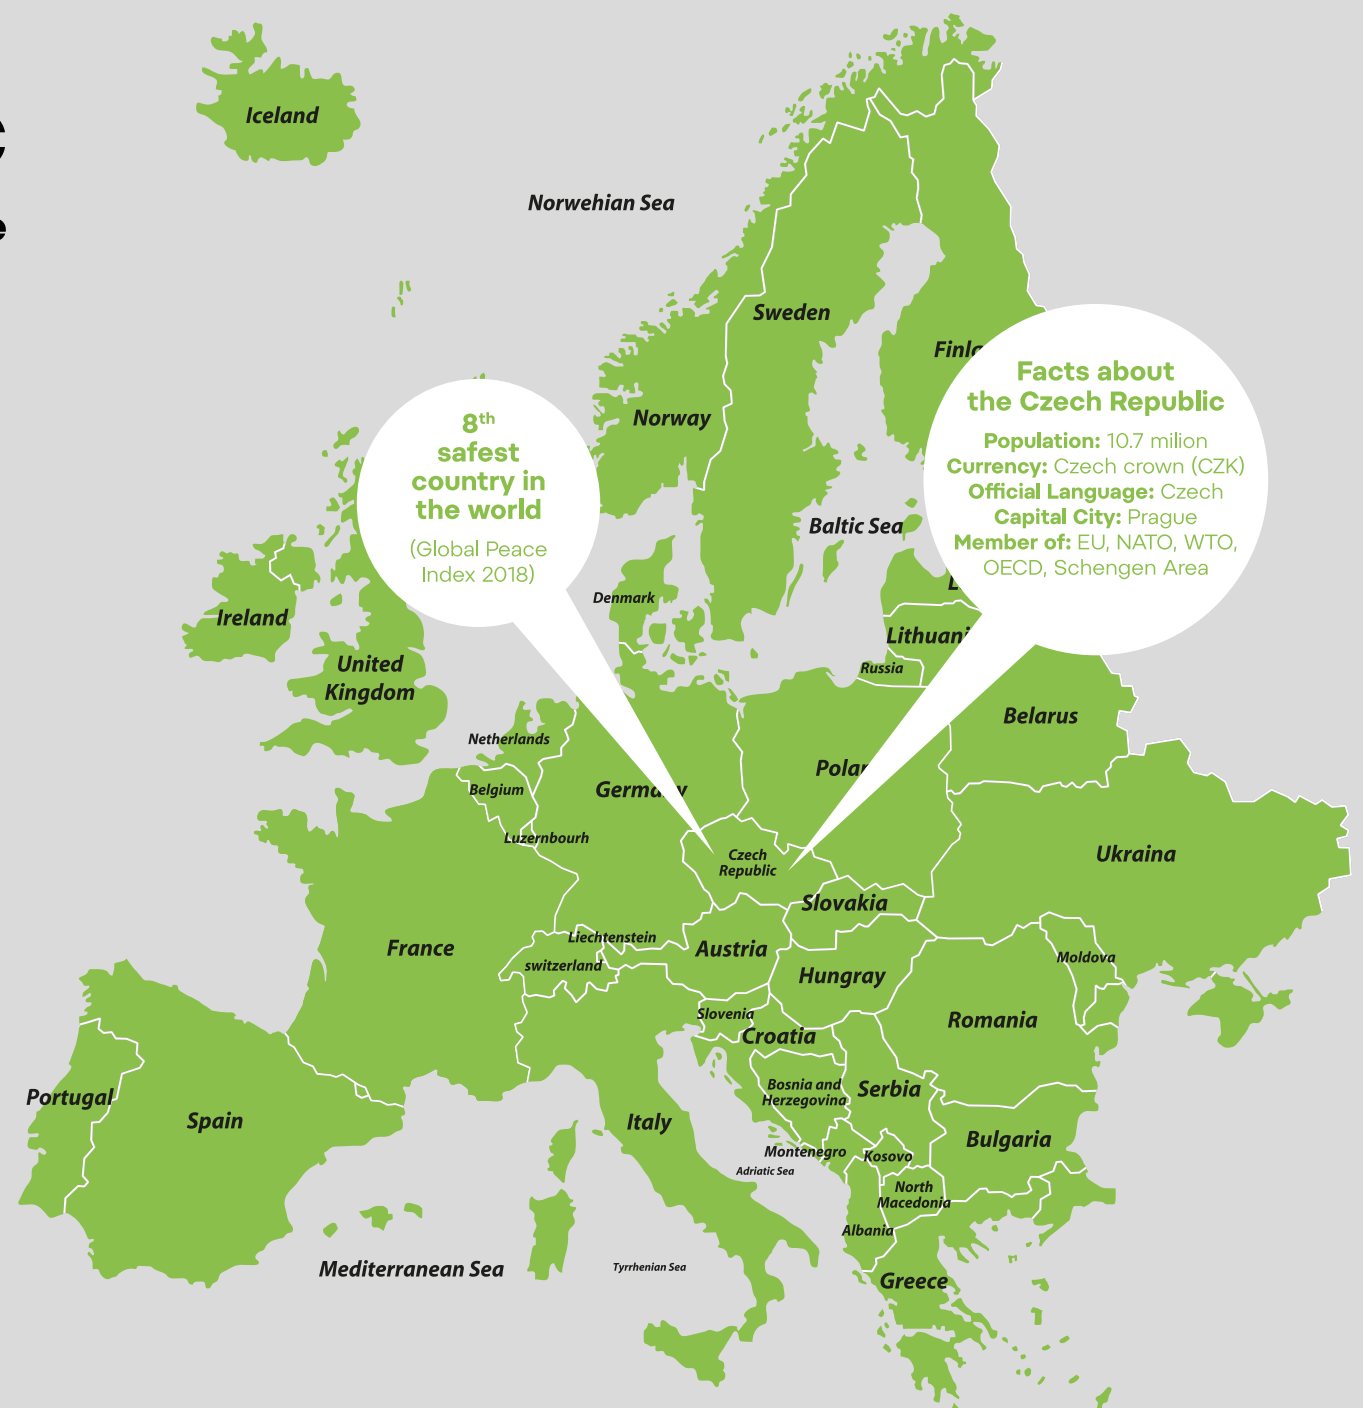 Iceland
Norwehian Sea
Sweden
Norway
8th
safest
country in
the world
(Global Peace
Index 2018)
Facts about
the Czech Republic
Population: 10.7 milion
Currency: Czech crown (CZK)
Official Language: Czech
Capital City: Prague
Member of: EU, NATO, WTO,
OECD, Schengen Area
Baltic Sea
Denmark
Ireland
United
Kingdom
Lithuani
Russia
Belarus
Netherlands
Belgium
Germany
Luzernbourh
Czech
Republic
Ukraina
Slovakia
France
Liechtenstein
switzerland
Austria
Hungray
Moldova
Slovenia
Croatia
Romania
Portugal
Spain
Bosnia and
Herzegovina
Serbia
Italy
Montenegro
Kosovo
Bulgaria
Adriatic Sea
North
Macedonia
Albania
Mediterranean Sea
Tyrrhenian Sea
Greece